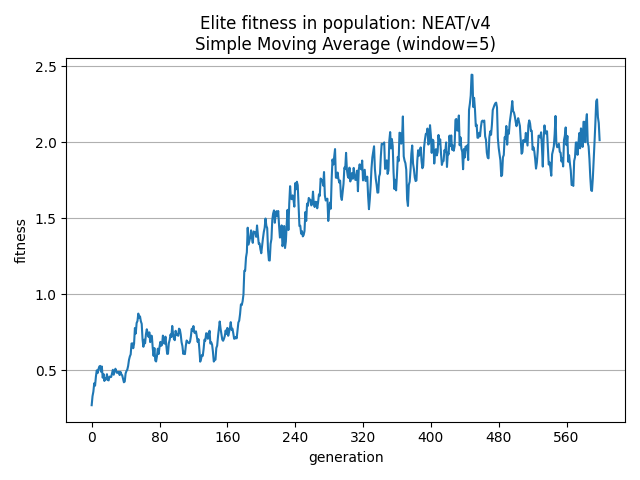 Elite fitness in population: NEAT/v4
Simple Moving Average (window=5)
2.5
2.0
1.5
1.0
0.5
fitness
0 80 160 240 320 400 480 560
generation